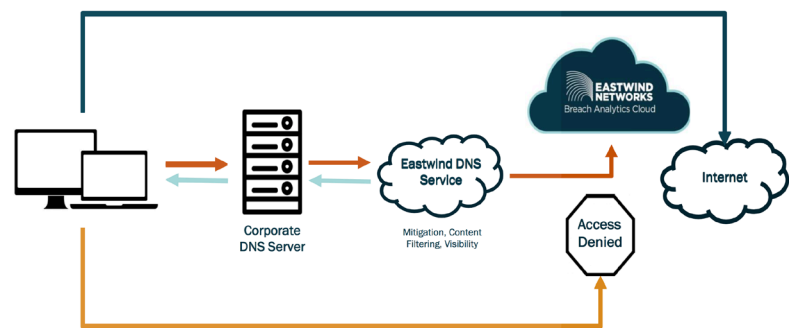 EASTWIND
NETWORKS
Breach Analytics Cloud
Eastwind DNS
Service
Internet
Corporate
DNS Server
Mitigation, Content
Filtering, Visibility
Access
Denied